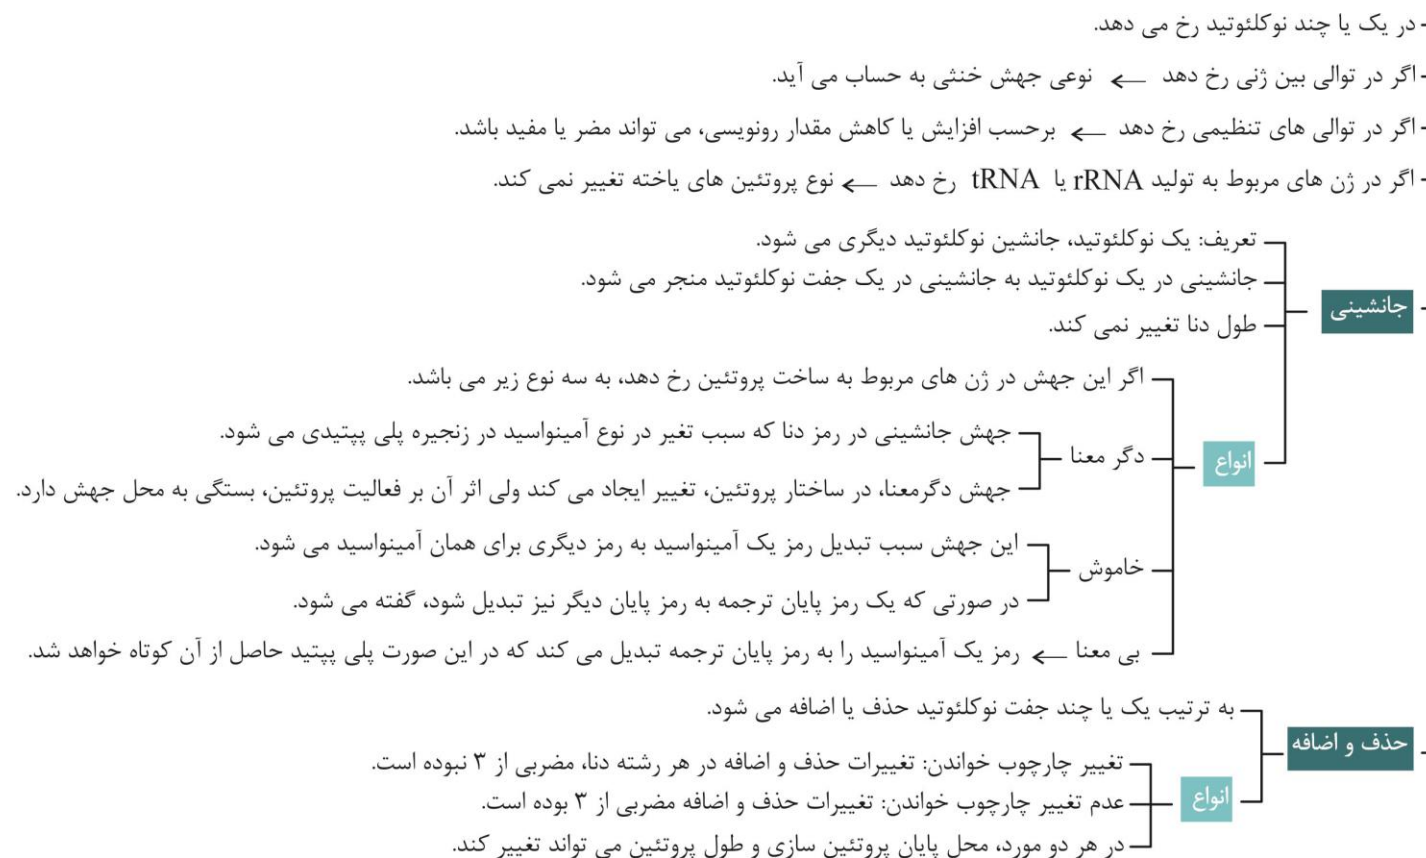 - در یک یا چند نوکلئوتید رخ می دهد.
- اگر در توالی بین ژنی رخ دهد ← نوعی جهش خنثی به حساب می آید.
- اگر در توالی های تنظیمی رخ دهد ← برحسب افزایش یا کاهش مقدار رونویسی، می تواند مضر یا مفید باشد.
- اگر در ژن های مربوط به تولید rRNA یا tRNA رخ دهد ← نوع پروتئین های یاخته تغییر نمی کند.
- جانشینی
تعریف: یک نوکلئوتید، جانشین نوکلئوتید دیگری می شود.
جانشینی در یک نوکلئوتید به جانشینی در یک جفت نوکلئوتید منجر می شود.
طول دنا تغییر نمی کند.
انواع
اگر این جهش در ژن های مربوط به ساخت پروتئین رخ دهد، به سه نوع زیر می باشد.
دگر معنا
جهش جانشینی در رمز دنا که سبب تغیر در نوع آمینواسید در زنجیره پلی پپتیدی می شود.
جهش دگرمعنا، در ساختار پروتئین، تغییر ایجاد می کند ولی اثر آن بر فعالیت پروتئین، بستگی به محل جهش دارد.
خاموش
این جهش سبب تبدیل رمز یک آمینواسید به رمز دیگری برای همان آمینواسید می شود.
در صورتی که یک رمز پایان ترجمه به رمز پایان دیگر نیز تبدیل شود، گفته می شود.
بی معنا ← رمز یک آمینواسید را به رمز پایان ترجمه تبدیل می کند که در این صورت پلی پپتید حاصل از آن کوتاه خواهد شد.
- حذف و اضافه
به ترتیب یک یا چند جفت نوکلئوتید حذف یا اضافه می شود.
انواع
تغییر چارچوب خواندن: تغییرات حذف و اضافه در هر رشته دنا، مضربی از ۳ نبوده است.
عدم تغییر چارچوب خواندن: تغییرات حذف و اضافه مضربی از ۳ بوده است.
در هر دو مورد، محل پایان پروتئین سازی و طول پروتئین می تواند تغییر کند.